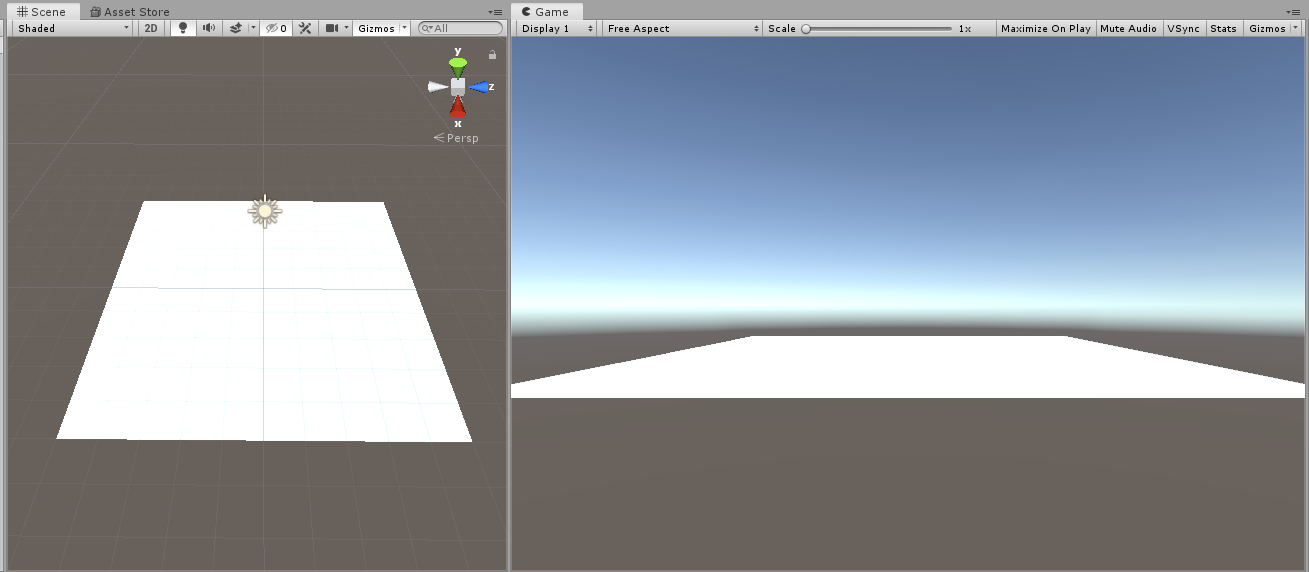 Scene
Asset Store
Shaded
2D
0
Gizmos
All
y
z
x
Persp
Game
Display 1
Free Aspect
Scale
1x
Maximize On Play
Mute Audio
VSync
Stats
Gizmos